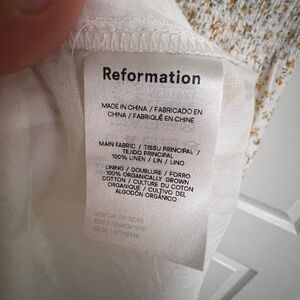 Reformation
MADE IN CHINA / FABRICADO EN
CHINA / FABRIQUÉ EN CHINE
MAIN FABRIC / TISSU PRINCIPAL /
TEJIDO PRINCIPAL
100% LINEN / LIN / LINO
LINING / DOUBLURE / FORRO
100% ORGANICALLY GROWN
COTTON / CULTURE DU COTON
ORGANIQUE / CULTIVO DEL
ALGODÓN ORGÁNICO